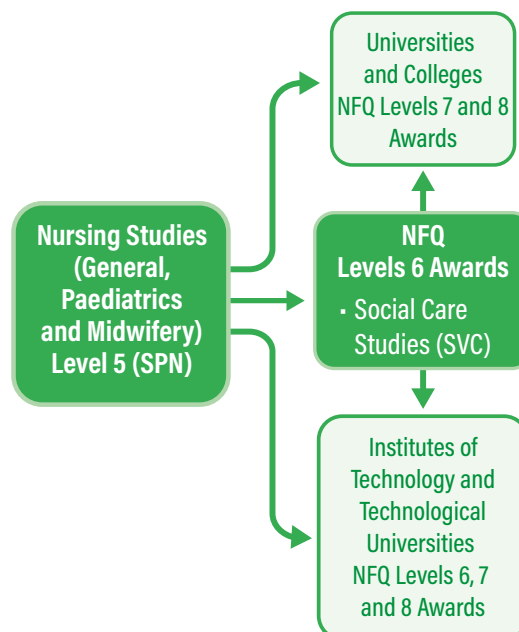 Universities
and Colleges
NFQ Levels 7 and 8
Awards
Nursing Studies
(General,
Paediatrics
and Midwifery)
Level 5 (SPN)
NFQ
Levels 6 Awards
· Social Care
Studies (SVC)
Institutes of
Technology and
Technological
Universities
NFQ Levels 6, 7
and 8 Awards